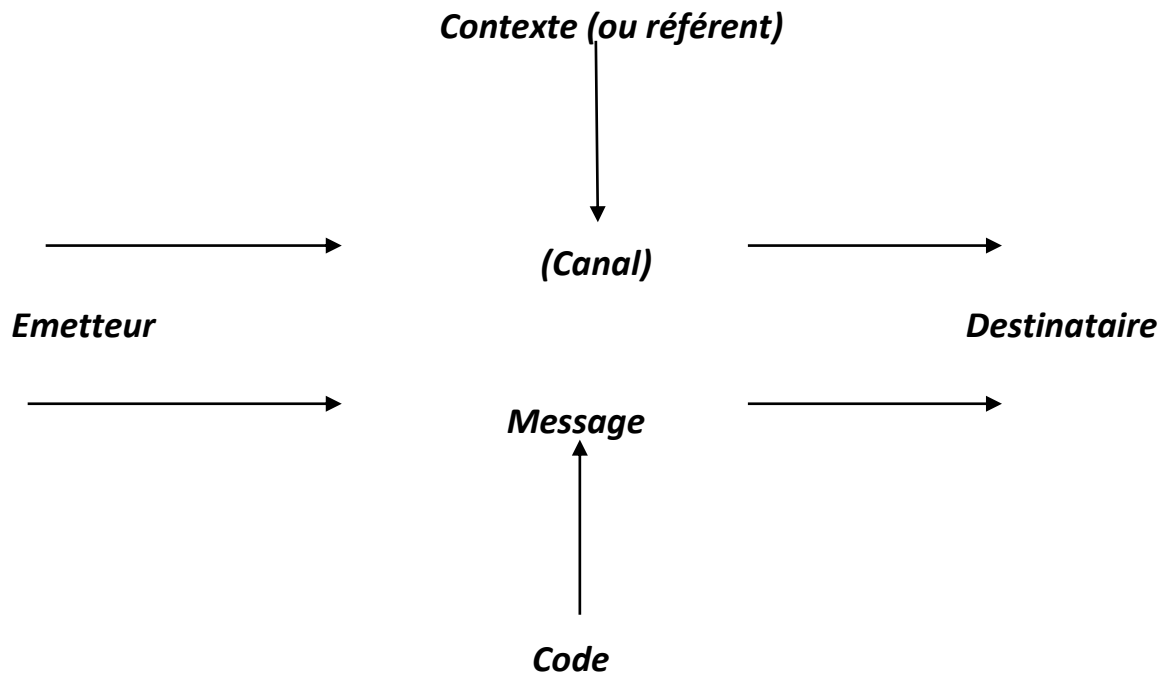 Contexte (ou référent)
(Canal)
Emetteur
Destinataire
Message
Code